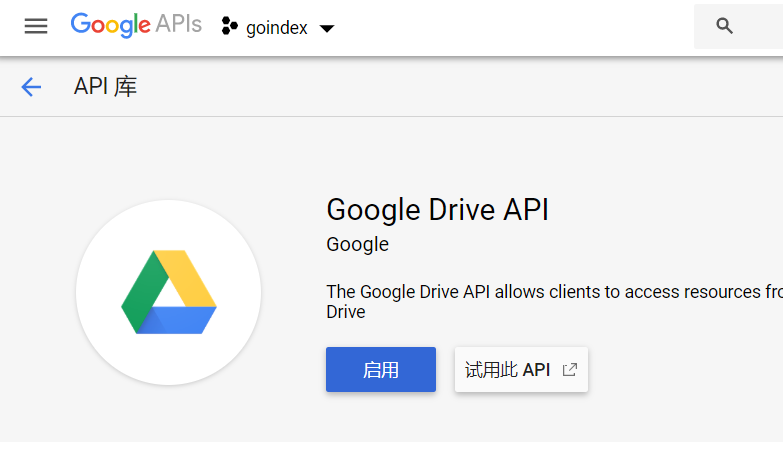 Google APIs goindex
API 库
Google Drive API
Google
The Google Drive API allows clients to access resources fro
Drive
启用 试用此 API